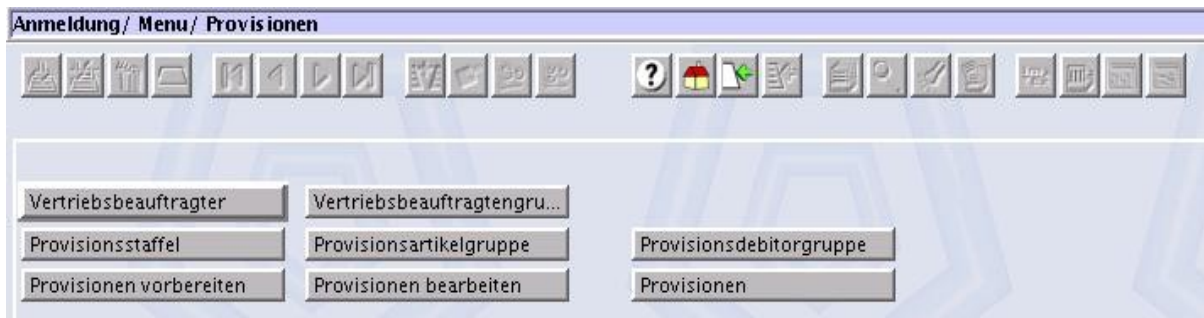 Anmeldung/ Menu/ Provisionen
?
Vertriebsbeauftragter Vertriebsbeauftragtengru...
Provisionsstaffel Provisionsartikelgruppe Provisionsdebitorgruppe
Provisionen vorbereiten Provisionen bearbeiten Provisionen